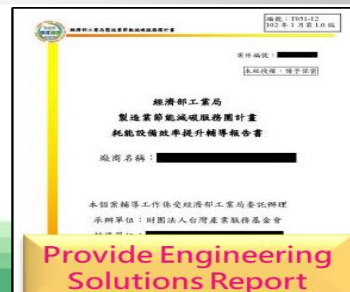 編號：T051-12
102年1月第1.0版
經濟部工業局製造業節能減碳服務團計畫
案件編號：
本報授權，僅予保密
經濟部工業局
製造業節能減碳服務團計畫
耗能設備效率提升輔導報告書
廠商名稱：
本個案輔導工作係受經濟部工業局委託辦理
承辦單位：財團法人台灣產業服務基金會
Provide Engineering
Solutions Report